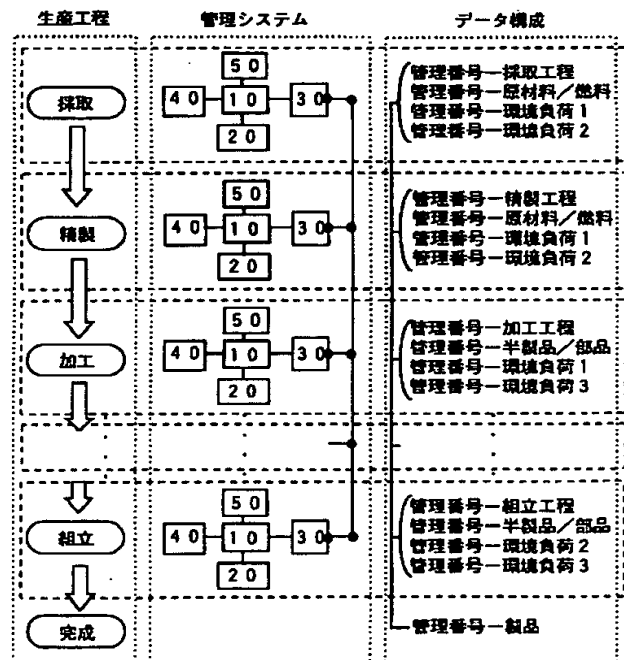 生産工程 管理システム データ構成
採取
50
40 10 30
20
管理番号ー採取工程
管理番号ー原材料／燃料
管理番号ー環境負荷1
管理番号ー環境負荷2
精製
50
40 10 30
20
管理番号ー精製工程
管理番号ー原材料／燃料
管理番号ー環境負荷1
管理番号ー環境負荷2
加工
50
40 10 30
20
管理番号ー加工工程
管理番号ー半製品／部品
管理番号ー環境負荷1
管理番号ー環境負荷3
組立
50
40 10 30
20
管理番号ー組立工程
管理番号ー半製品／部品
管理番号ー環境負荷2
管理番号ー環境負荷3
完成
管理番号ー製品